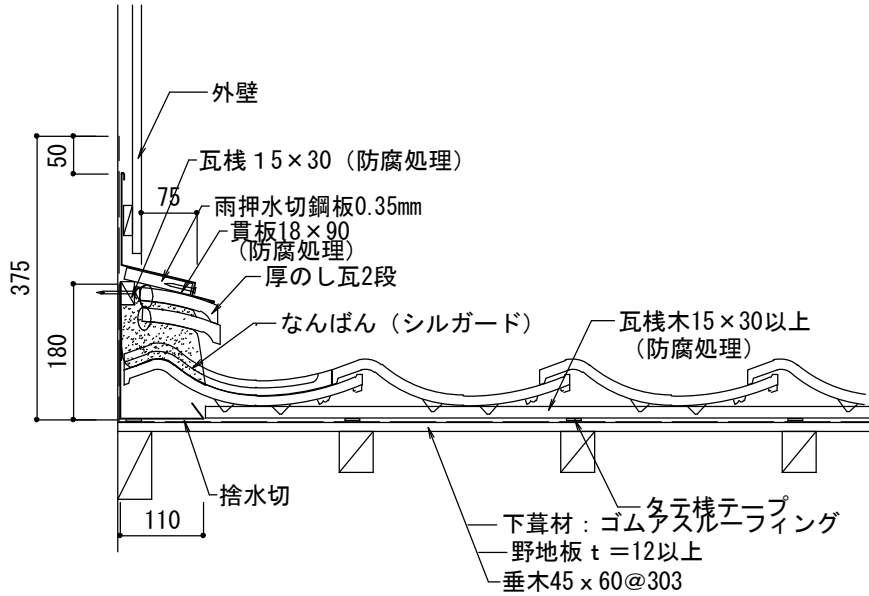 外壁
50
瓦桟 15×30（防腐処理）
75
雨押水切鋼板0.35mm
貫板18×90
（防腐処理）
375
厚のし瓦2段
180
なんばん（シルガード）
瓦桟木15×30以上
（防腐処理）
捨水切
110
タテ桟テープ
下葺材：ゴムアスルーフィング
野地板ｔ＝12以上
垂木45ｘ60@303